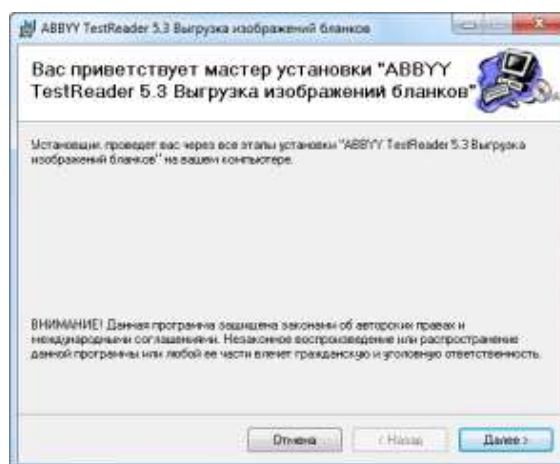 ABBYY TestReader 5.3 Выгрузка изображений бланков
Вас приветствует мастер установки "ABBYY
TestReader 5.3 Выгрузка изображений бланков"
Установщик проведет вас через все этапы установки "ABBYY TestReader 5.3 Выгрузка
изображений бланков" на вашем компьютере.
ВНИМАНИЕ! Данная программа защищена законами об авторских правах и
международными соглашениями. Незаконное воспроизведение или распространение
данной программы или любой ее части влечет гражданскую и уголовную ответственность.
Отмена < Назад Далее >